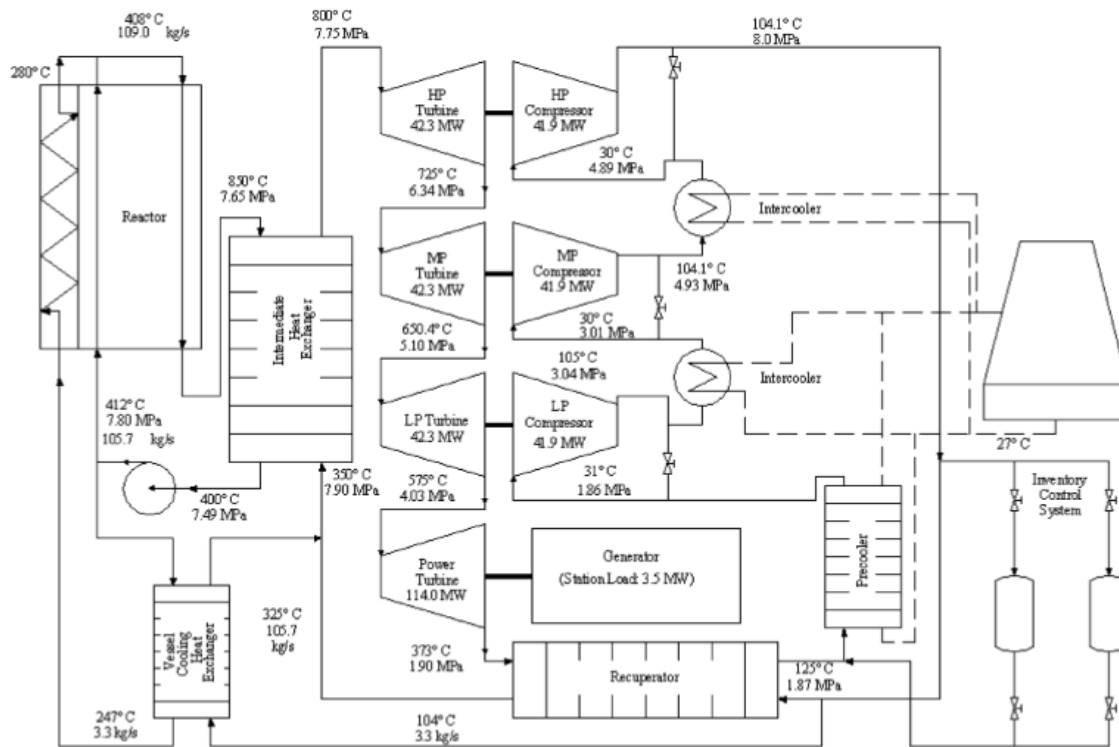 408° C
109.0 kg/s
280° C
Reactor
850° C
7.65 MPa
800° C
7.75 MPa
Intermediate
Heat
Exchanger
412° C
7.80 MPa
105.7 kg/s
400° C
7.49 MPa
350° C
7.90 MPa
Vessel
Cooling
Heat
Exchanger
325° C
105.7
kg/s
247° C
3.3 kg/s
104° C
3.3 kg/s
HP
Turbine
42.3 MW
HP
Compressor
41.9 MW
104.1° C
8.0 MPa
725° C
6.34 MPa
30° C
4.89 MPa
Intercooler
MP
Turbine
42.3 MW
MP
Compressor
41.9 MW
104.1° C
4.93 MPa
650.4° C
5.10 MPa
30° C
3.01 MPa
105° C
3.04 MPa
Intercooler
LP Turbine
42.3 MW
LP
Compressor
41.9 MW
575° C
4.03 MPa
31° C
1.86 MPa
27° C
Inventory
Control
System
Power
Turbine
114.0 MW
Generator
(Station Load: 3.5 MW)
Precooler
373° C
1.90 MPa
Recuperator
125° C
1.87 MPa